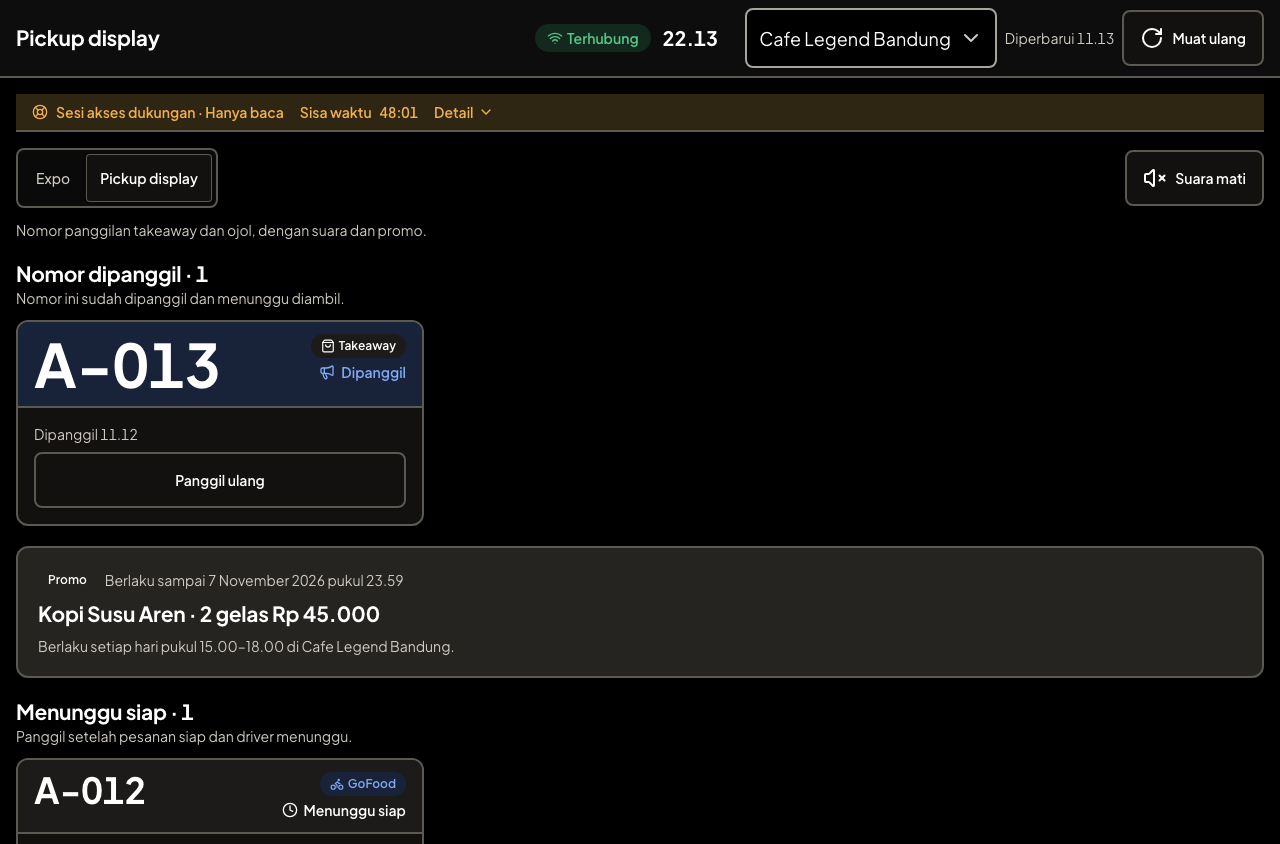 Pickup display
Terhubung
22.13
Cafe Legend Bandung
Diperbarui 11.13
Muat ulang
Sesi akses dukungan · Hanya baca
Sisa waktu 48:01
Detail
Expo
Pickup display
Suara mati
Nomor panggilan takeaway dan ojol, dengan suara dan promo.
Nomor dipanggil · 1
Nomor ini sudah dipanggil dan menunggu diambil.
A-013
Takeaway
Dipanggil
Dipanggil 11.12
Panggil ulang
Promo
Berlaku sampai 7 November 2026 pukul 23.59
Kopi Susu Aren · 2 gelas Rp 45.000
Berlaku setiap hari pukul 15.00–18.00 di Cafe Legend Bandung.
Menunggu siap · 1
Panggil setelah pesanan siap dan driver menunggu.
A-012
GoFood
Menunggu siap